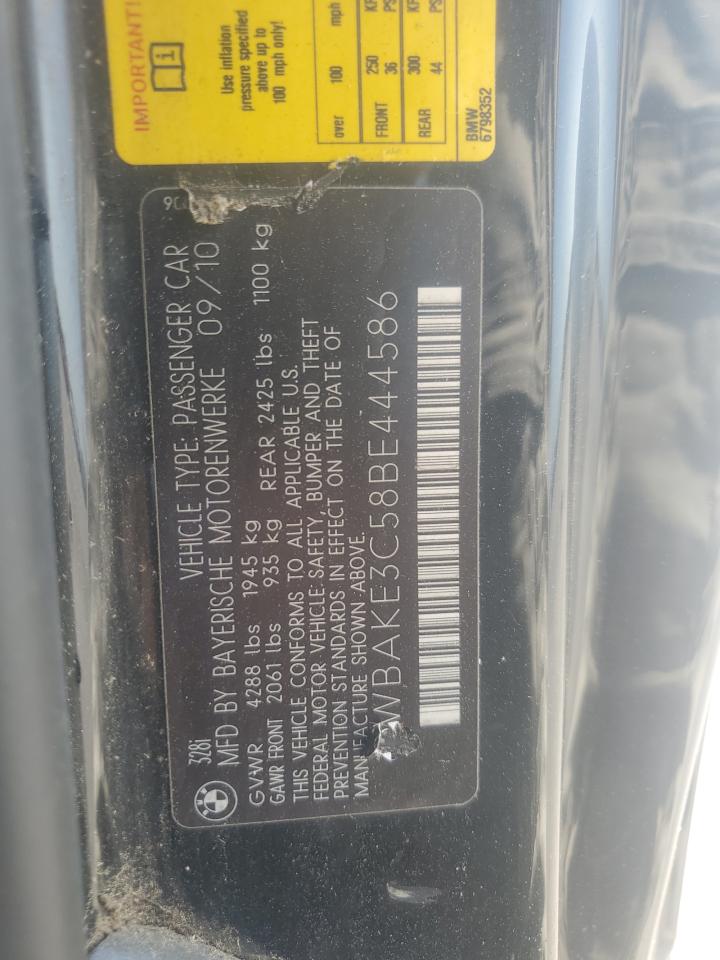 328i VEHICLE TYPE: PASSENGER CAR
MFD BY BAYERISCHE MOTORENWERKE 09/10
GVWR 4288 lbs 1945 kg
GAWR FRONT 2061 lbs 935 kg REAR 2425 lbs 1100 kg
THIS VEHICLE CONFORMS TO ALL APPLICABLE U.S.
FEDERAL MOTOR VEHICLE SAFETY, BUMPER AND THEFT
PREVENTION STANDARDS IN EFFECT ON THE DATE OF
MANUFACTURE SHOWN ABOVE.
WBAKE3C58BE444586
IMPORTANT!
Use inflation
pressure specified
above up to
100 mph only!
over 100 mph
FRONT 250
36
REAR 300
44
BMW
6798352